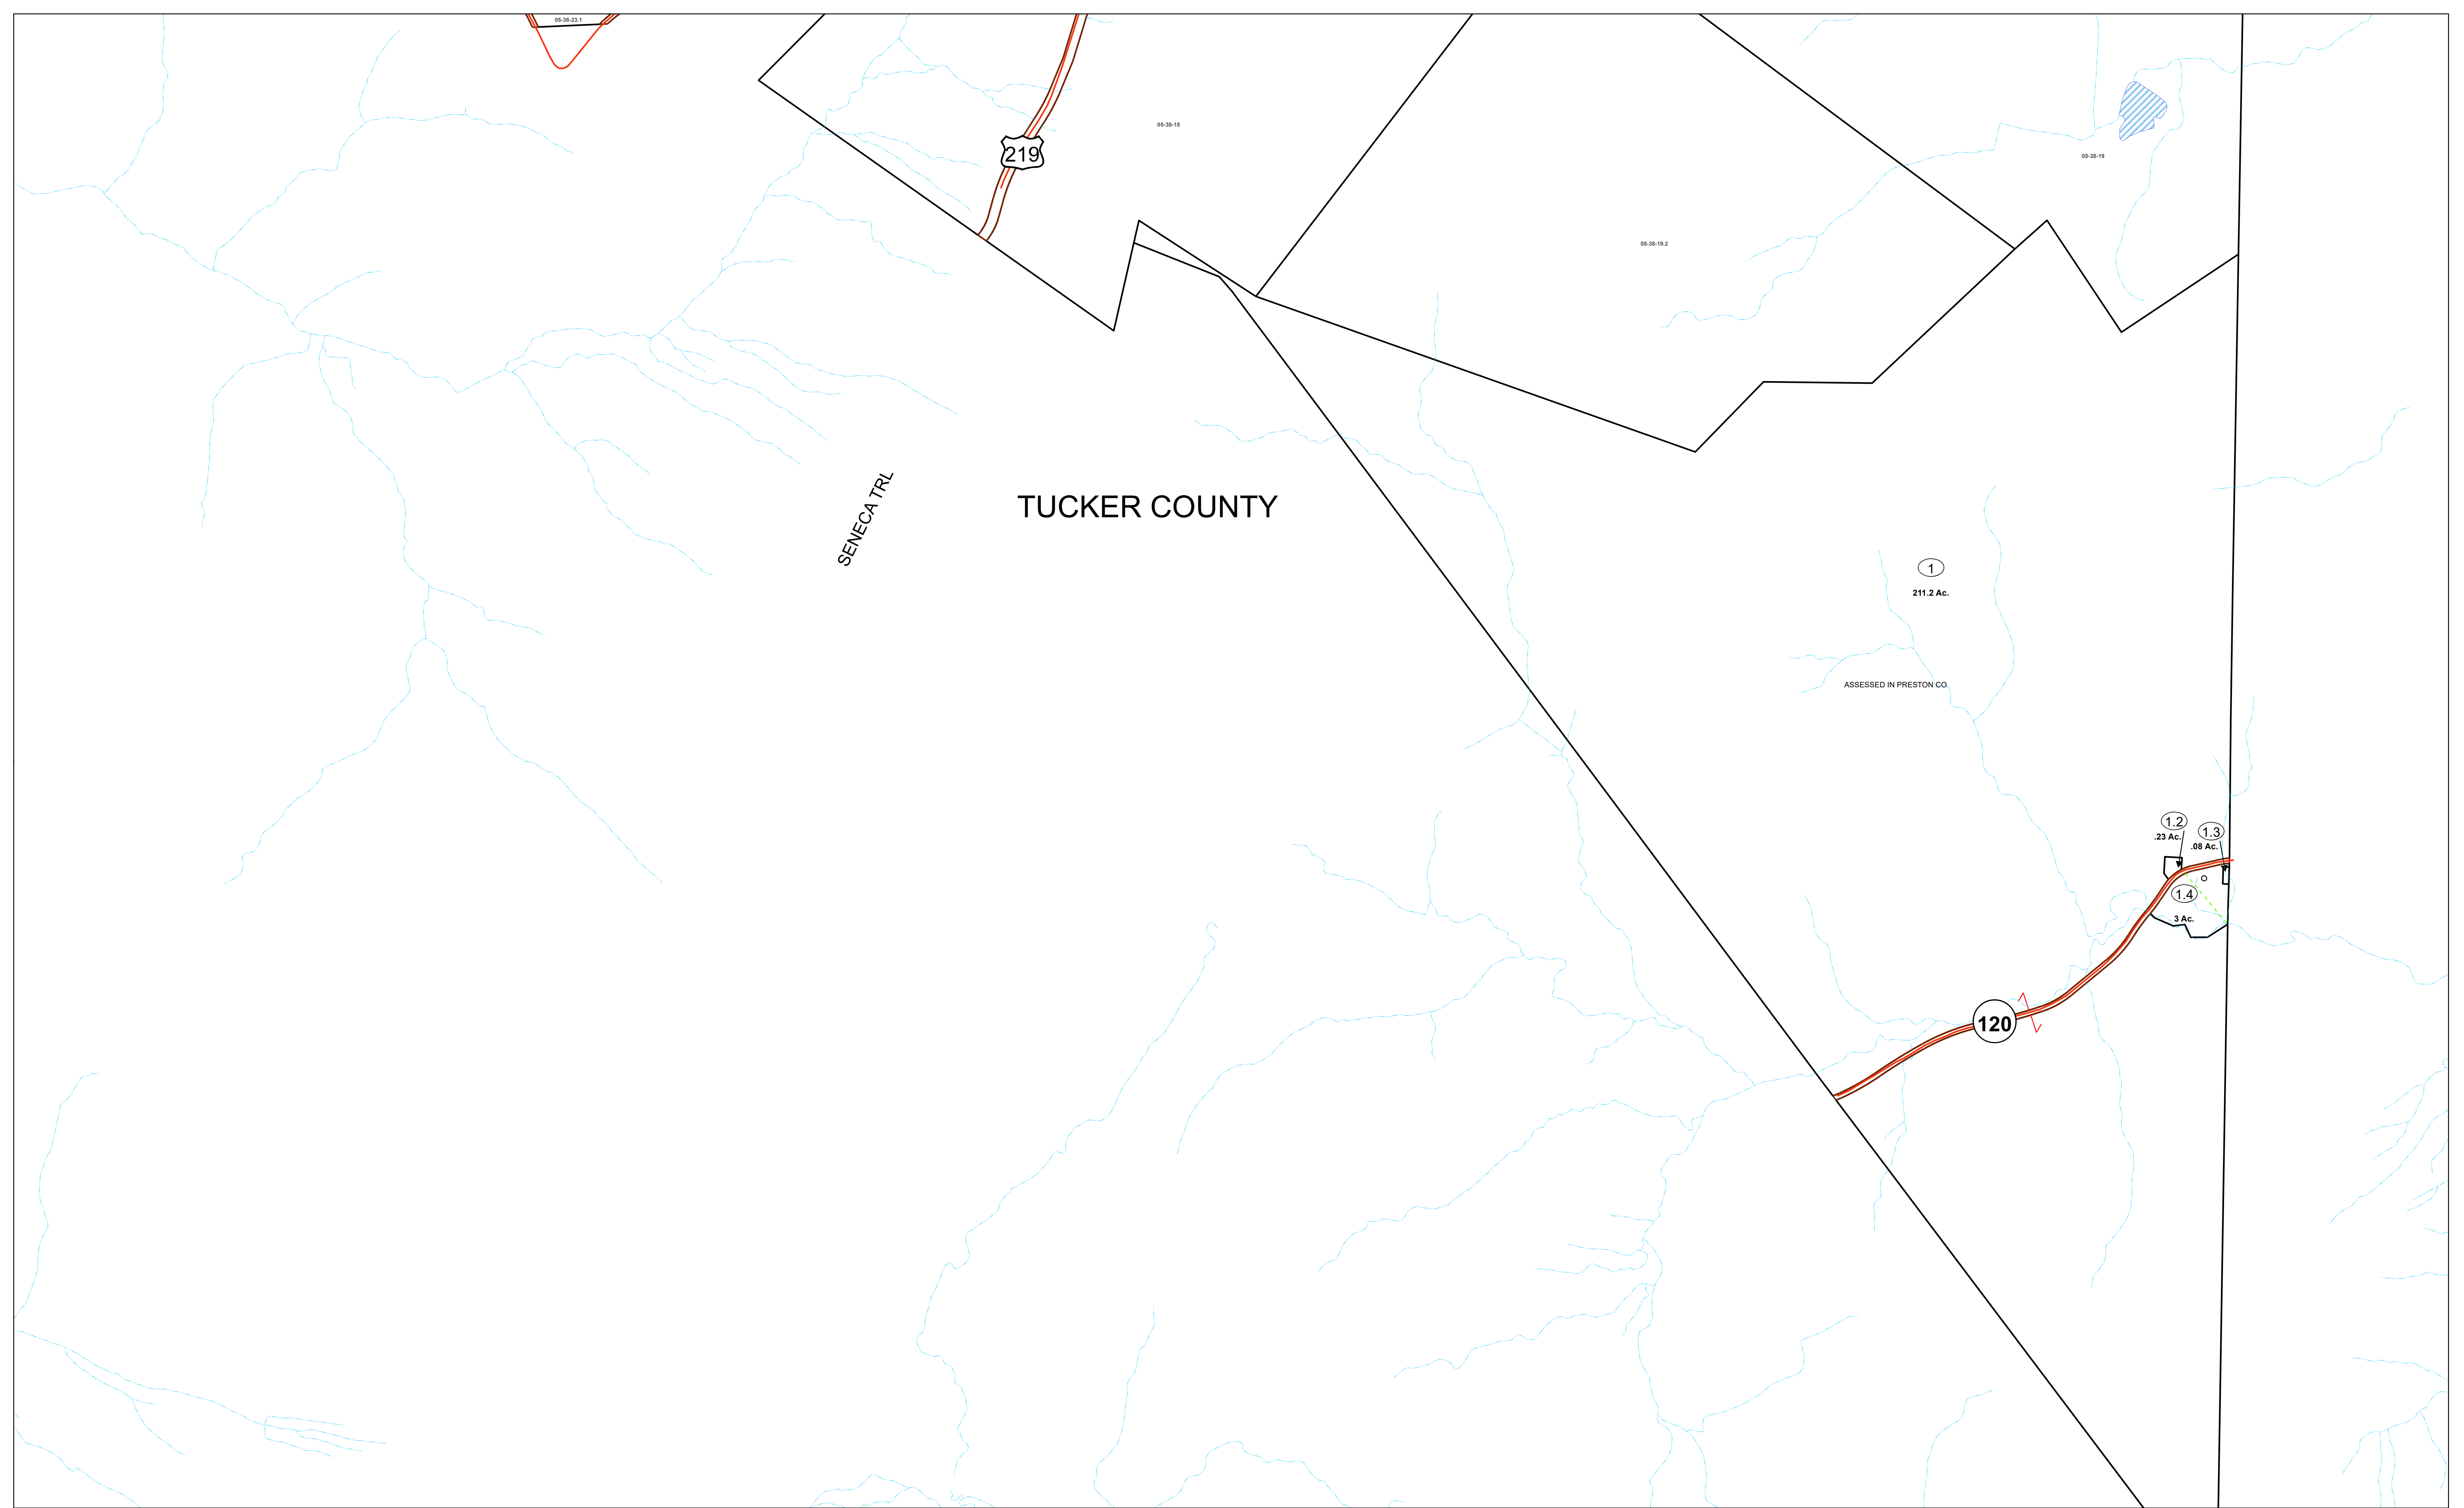 05-38-23.1
05-38-18
219
05-38-19
05-38-19.2
SENECA TRL
TUCKER COUNTY
1
211.2 Ac.
ASSESSED IN PRESTON CO
1.2
.23 Ac.
1.3
.08 Ac.
1.4
3 Ac.
120